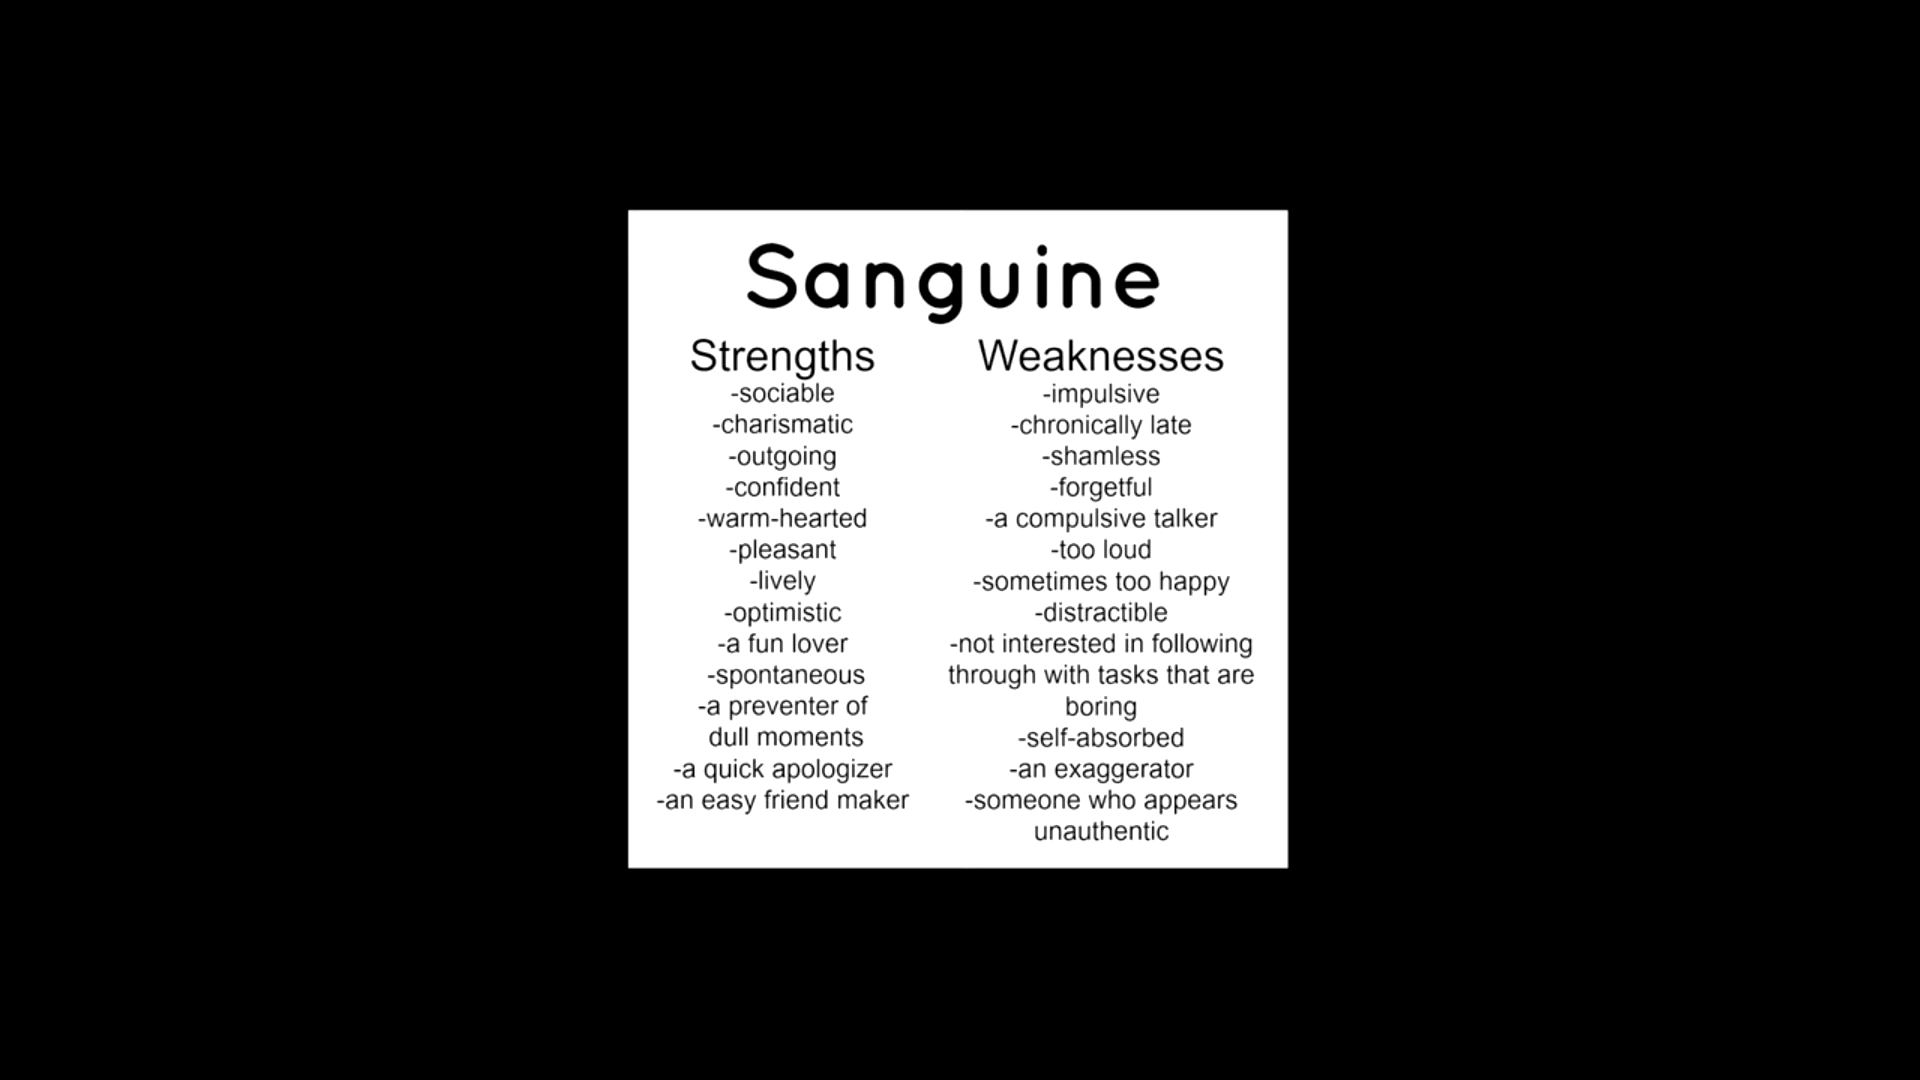 Sanguine
Strengths
-sociable
-charismatic
-outgoing
-confident
-warm-hearted
-pleasant
-lively
-optimistic
-a fun lover
-spontaneous
-a preventer of
dull moments
-a quick apologizer
-an easy friend maker
Weaknesses
-impulsive
-chronically late
-shamless
-forgetful
-a compulsive talker
-too loud
-sometimes too happy
-distractible
-not interested in following
through with tasks that are
boring
-self-absorbed
-an exaggerator
-someone who appears
unauthentic